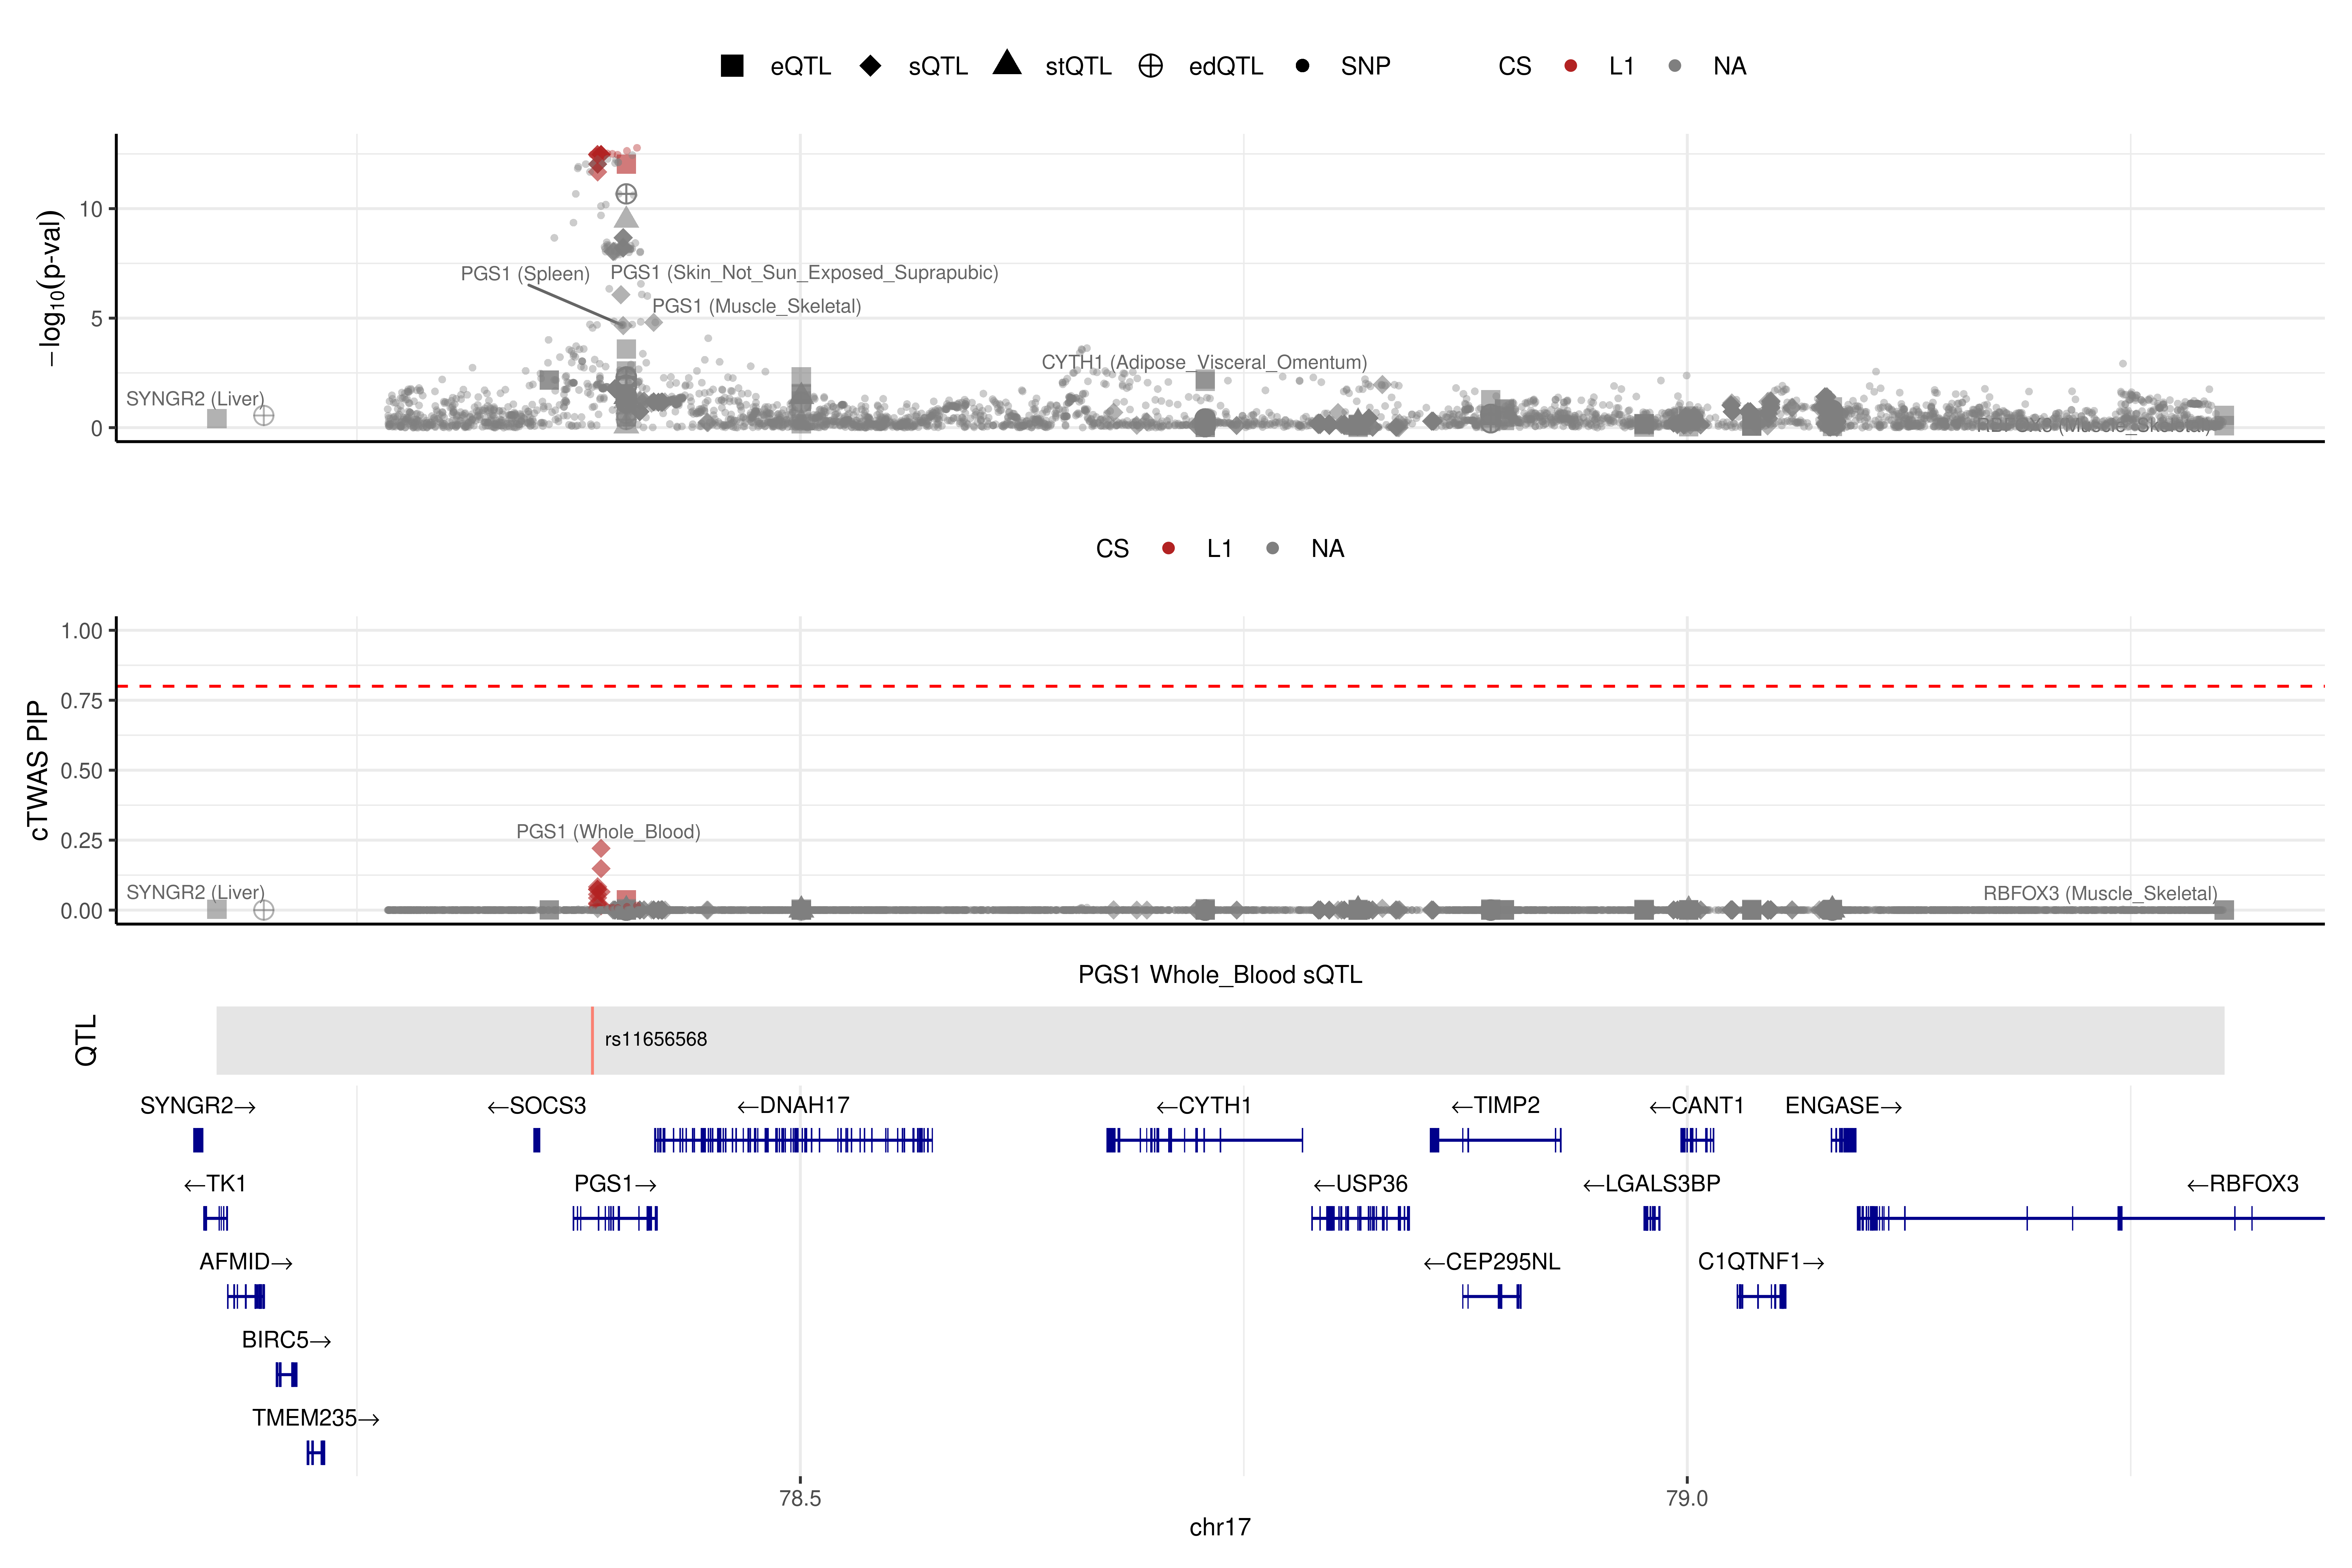 eQTL sQTL stQTL edQTL SNP CS L1 NA
−log10(p-val)
10
5
0
PGS1 (Spleen) PGS1 (Skin_Not_Sun_Exposed_Suprapubic)
PGS1 (Muscle_Skeletal)
CYTH1 (Adipose_Visceral_Omentum)
SYNGR2 (Liver)
RBFOX3 (Muscle_Skeletal)
CS L1 NA
cTWAS PIP
1.00
0.75
0.50
0.25
0.00
PGS1 (Whole_Blood)
SYNGR2 (Liver)
RBFOX3 (Muscle_Skeletal)
PGS1 Whole_Blood sQTL
QTL
rs11656568
SYNGR2→ ←SOCS3 ←DNAH17 ←CYTH1 ←TIMP2 ←CANT1 ENGASE→
←TK1 PGS1→ ←USP36 ←LGALS3BP ←RBFOX3
AFMID→ ←CEP295NL C1QTNF1→
BIRC5→
TMEM235→
78.5 79.0
chr17